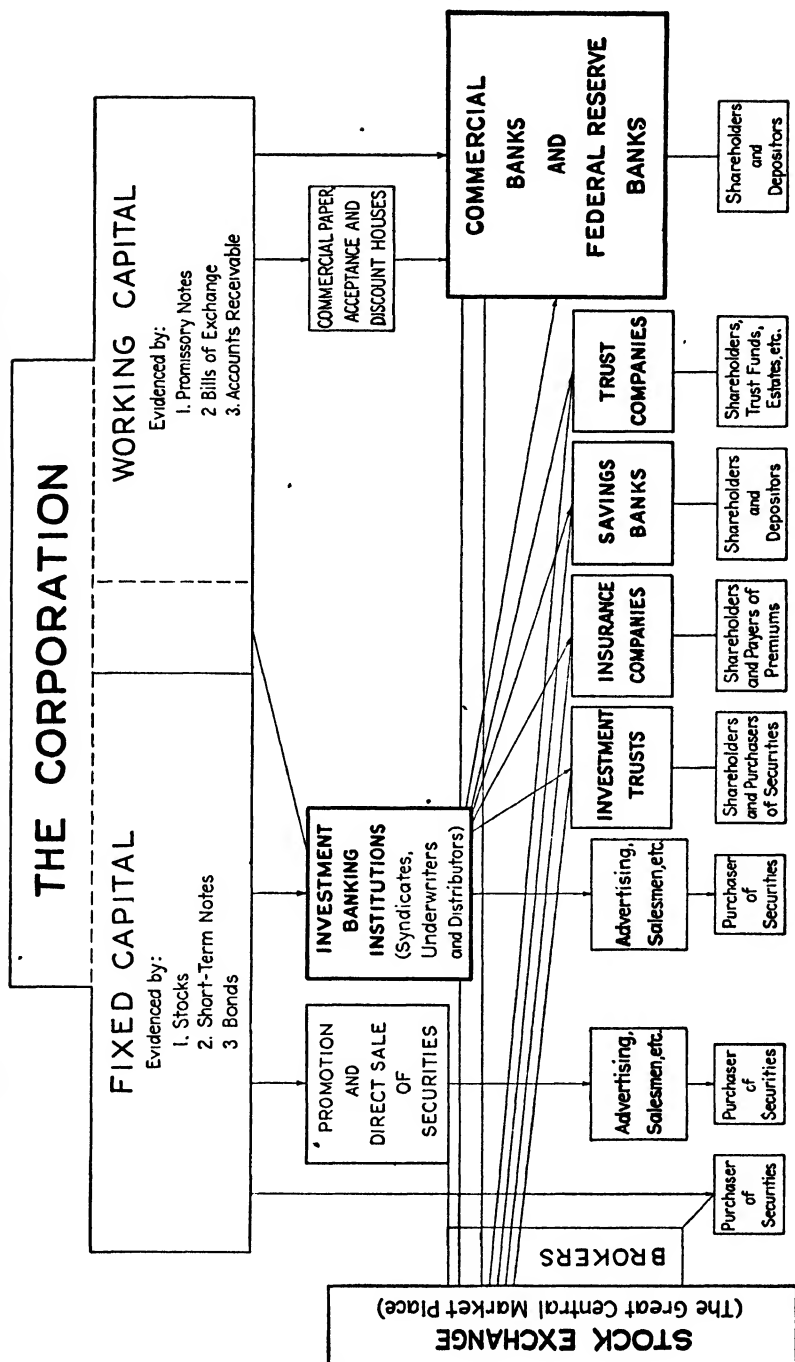 THE CORPORATION
FIXED CAPITAL
Evidenced by:
1. Stocks
2. Short-Term Notes
3 Bonds
WORKING CAPITAL
Evidenced by:
1. Promissory Notes
2 Bills of Exchange
3. Accounts Receivable
PROMOTION
AND
DIRECT SALE
OF
SECURITIES
INVESTMENT
BANKING
INSTITUTIONS
(Syndicates,
Underwriters
and Distributors)
COMMERCIAL PAPER,
ACCEPTANCE AND
DISCOUNT HOUSES
COMMERCIAL
BANKS
AND
FEDERAL RESERVE
BANKS
STOCK EXCHANGE
(The Great Central Market Place)
BROKERS
Advertising,
Salesmen,etc.
Advertising,
Salesmen,etc.
INVESTMENT
TRUSTS
INSURANCE
COMPANIES
SAVINGS
BANKS
TRUST
COMPANIES
Purchaser
of
Securities
Purchaser
of
Securities
Purchaser
of
Securities
Shareholders
and Purchasers
of Securities
Shareholders
and Payers of
Premiums
Shareholders
and
Depositors
Shareholders,
Trust Funds,
Estates,etc.
Shareholders
and
Depositors